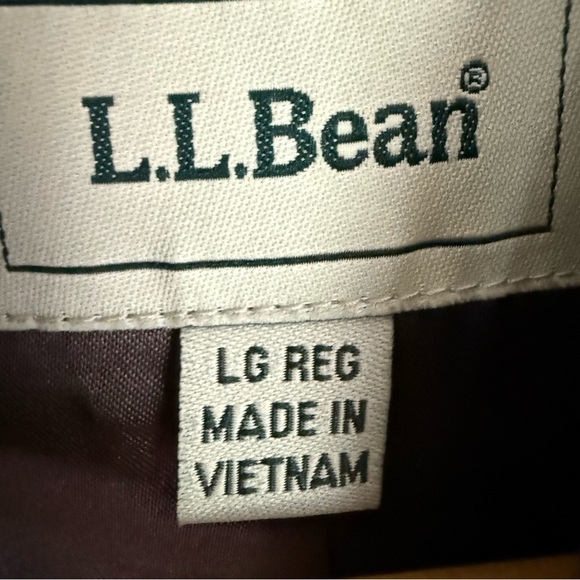 L.L.Bean®
LG REG
MADE IN
VIETNAM